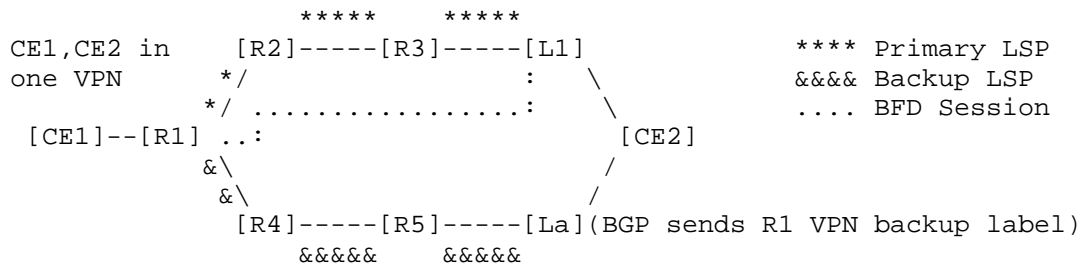 *****    *****
CE1,CE2 in    [R2]-----[R3]-----[L1]             **** Primary LSP
one VPN      */                  :   \           &&&& Backup LSP
            */ ..................:    \          .... BFD Session
 [CE1]--[R1] ..:                       [CE2]
            &\                        /
             &\                      /
              [R4]-----[R5]-----[La](BGP sends R1 VPN backup label)
                  &&&&&    &&&&&